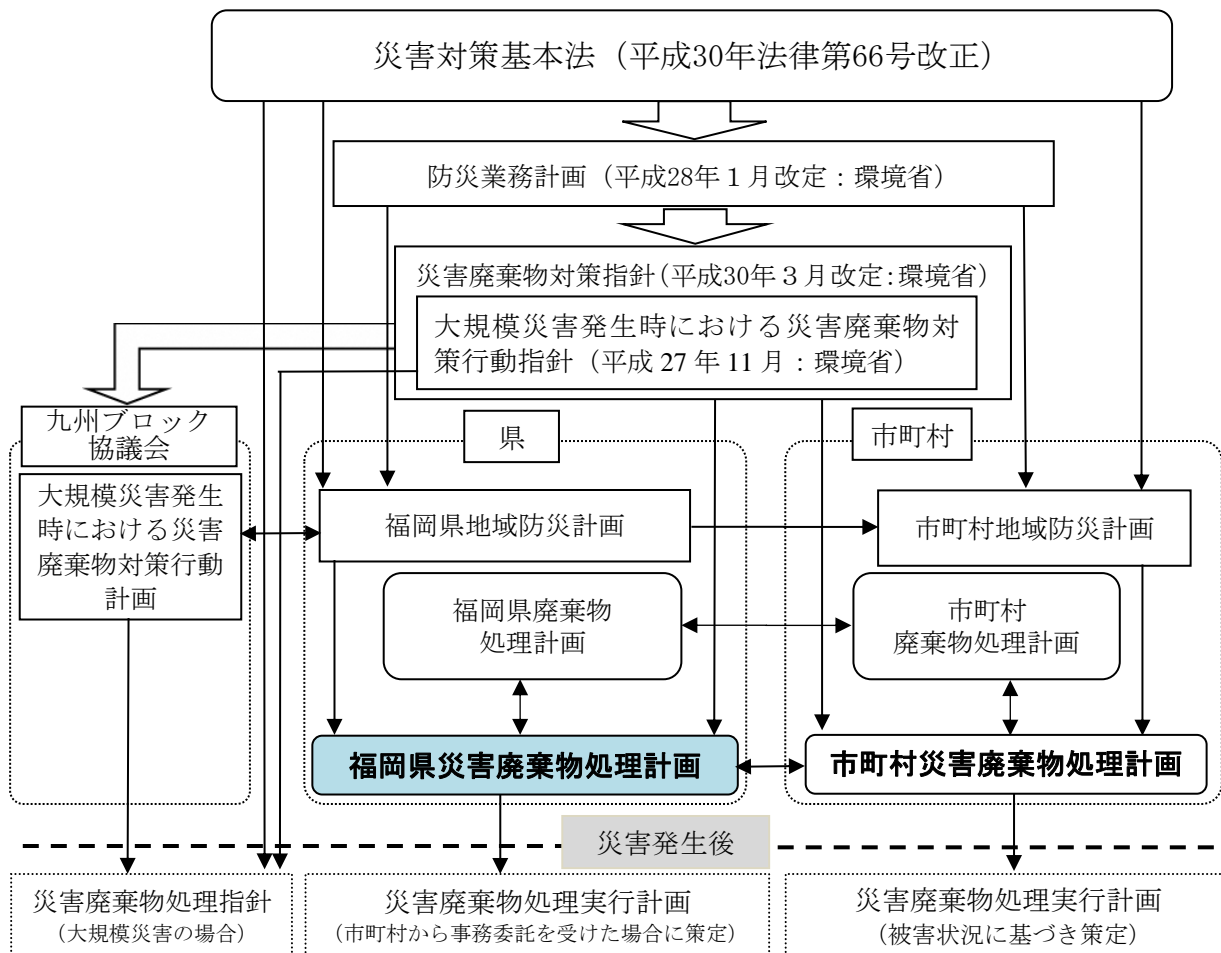 災害対策基本法（平成30年法律第66号改正）
防災業務計画（平成28年１月改定：環境省）
災害廃棄物対策指針（平成30年３月改定：環境省）
大規模災害発生時における災害廃棄物対
策行動指針（平成 27 年 11 月：環境省）
九州ブロック
協議会
県
市町村
大規模災害発生
時における災害
廃棄物対策行動
計画
福岡県地域防災計画
市町村地域防災計画
福岡県廃棄物
処理計画
市町村
廃棄物処理計画
福岡県災害廃棄物処理計画
市町村災害廃棄物処理計画
災害発生後
災害廃棄物処理指針
（大規模災害の場合）
災害廃棄物処理実行計画
（市町村から事務委託を受けた場合に策定）
災害廃棄物処理実行計画
（被害状況に基づき策定）